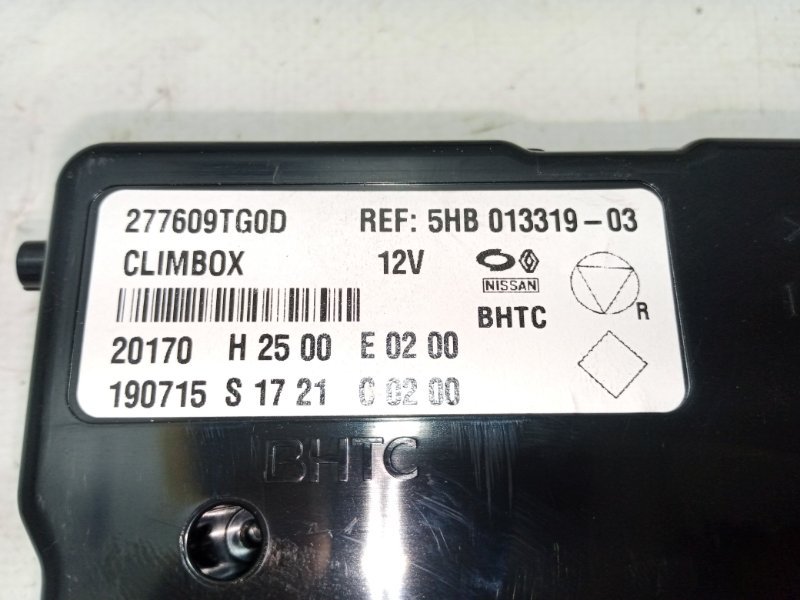 277609TG0D REF: 5HB 013319-03
CLIMBOX 12V
NISSAN
BHTC
R
20170 H 25 00 E 02 00
190715 S 17 21 C 02 00
BHTC